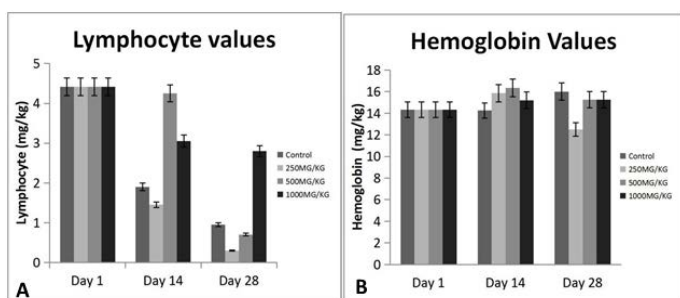 Lymphocyte values
Lymphocyte (mg/kg)
5
4
3
2
1
0
Day 1
Day 14
Day 28
Control
250MG/KG
500MG/KG
1000MG/KG
A
Hemoglobin Values
Hemoglobin (mg/kg)
18
16
14
12
10
8
6
4
2
0
Day 1
Day 14
Day 28
Control
250MG/KG
500MG/KG
1000MG/KG
B